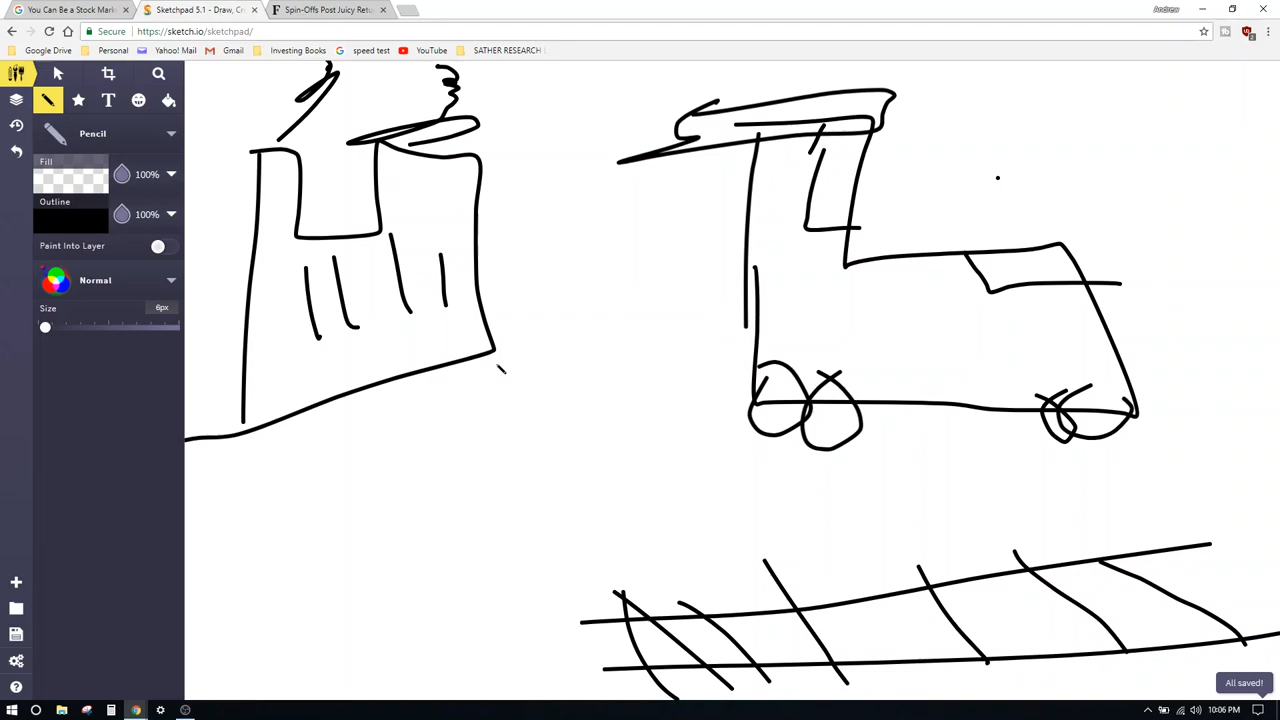 You Can Be a Stock Mark
Sketchpad 5.1 - Draw, Cre
Spin-Offs Post Juicy Retu
Andrew
Secure
https://sketch.io/sketchpad/
Google Drive
Personal
Yahoo! Mail
Gmail
Investing Books
speed test
YouTube
SATHER RESEARCH
Pencil
Fill
100%
Outline
100%
Paint Into Layer
Normal
Size
6px
All saved!
10:06 PM